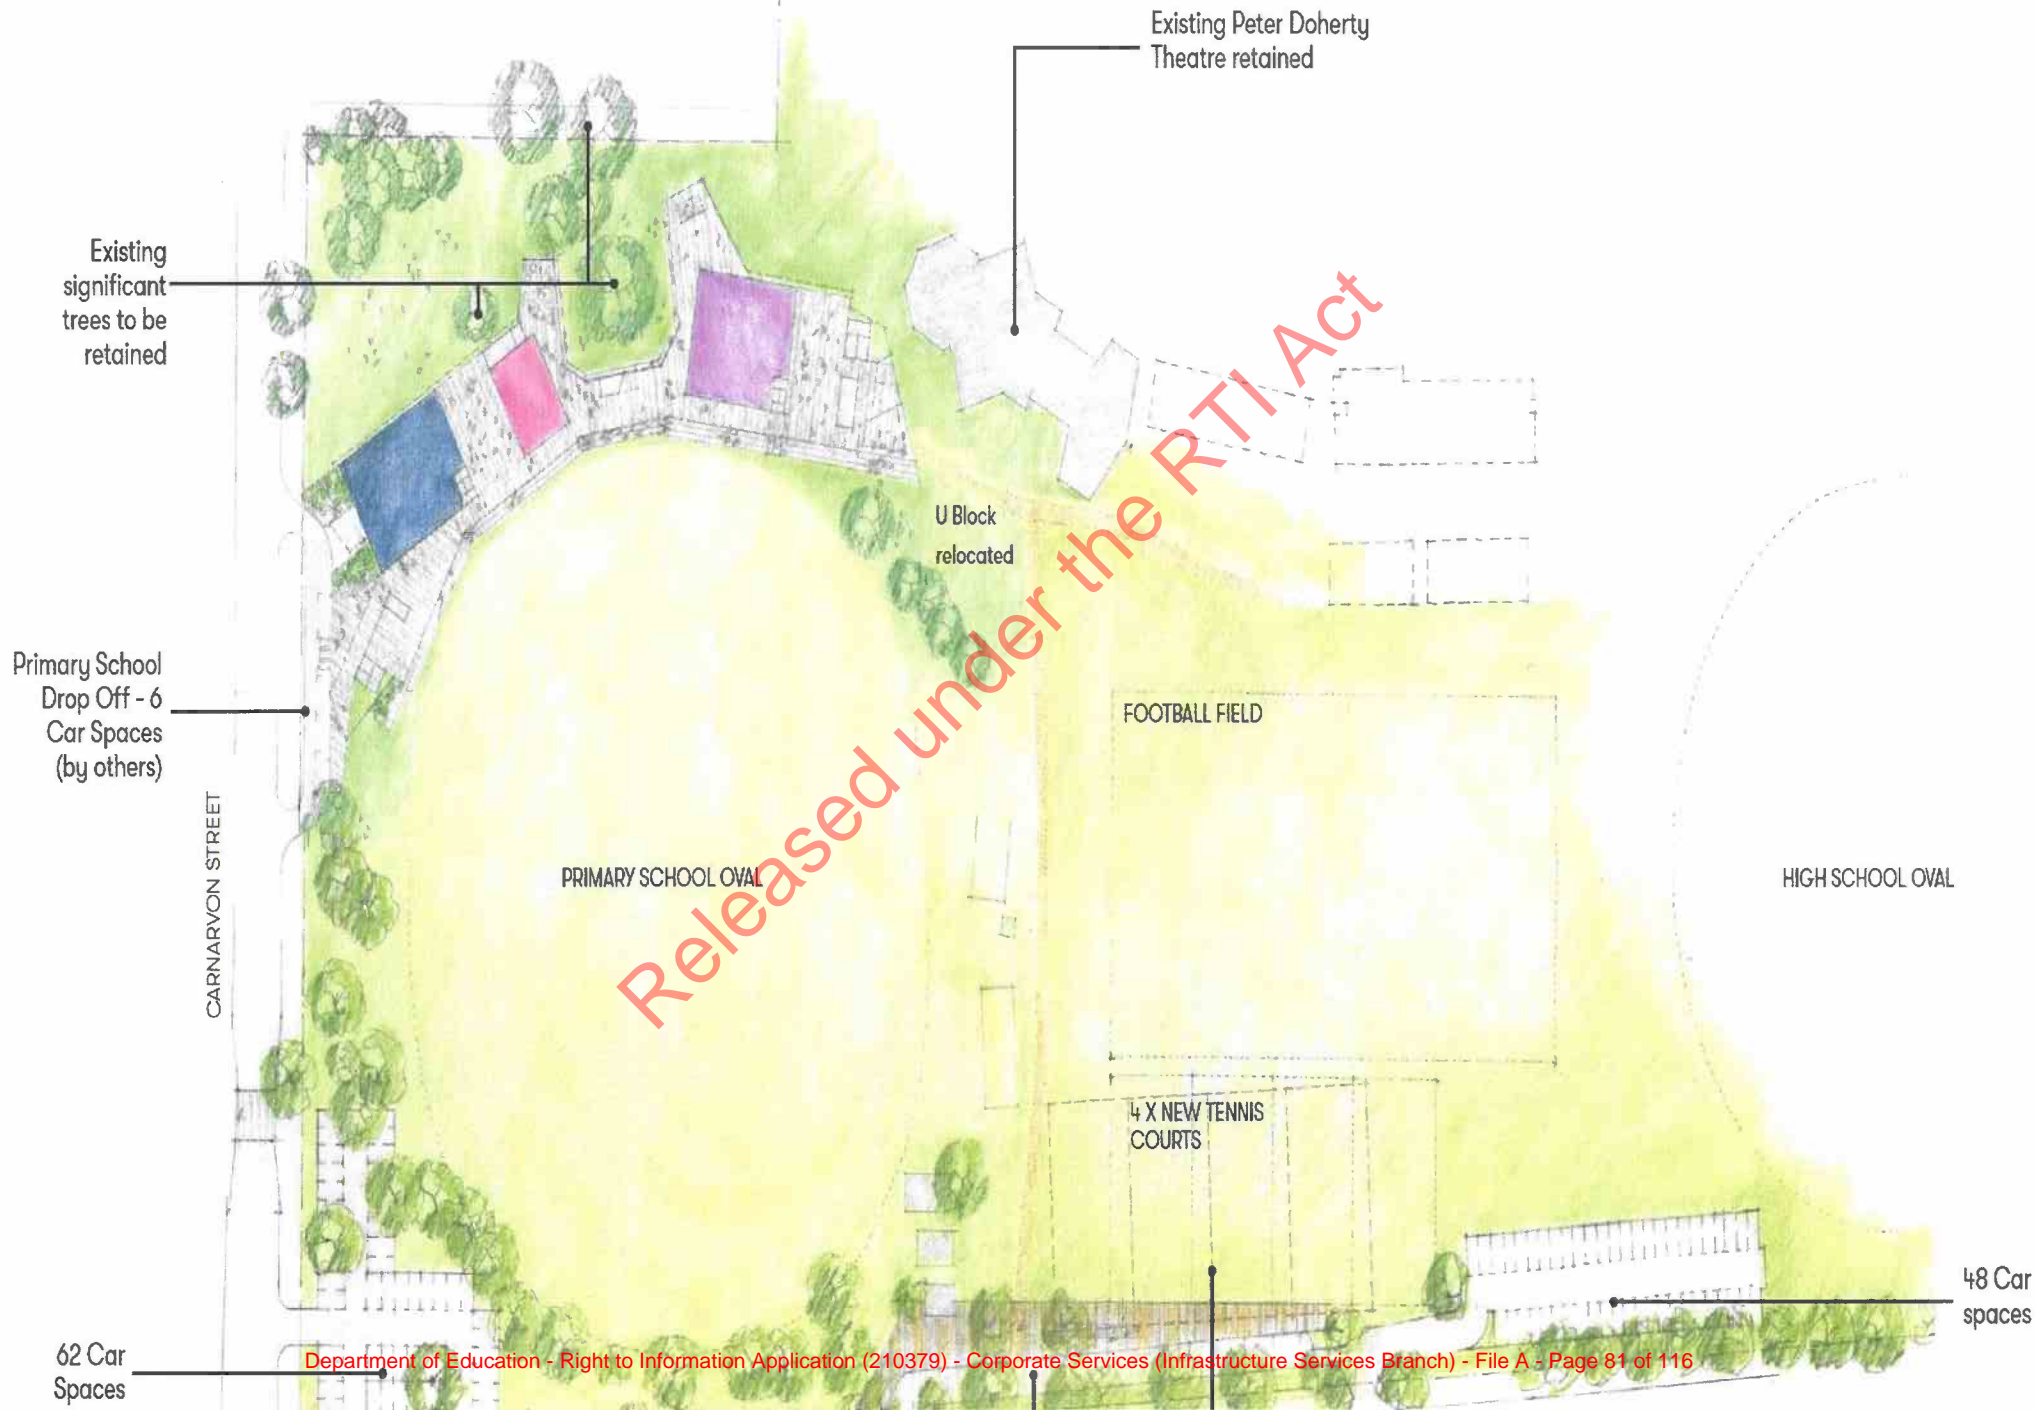 Existing Peter Doherty
Theatre retained
Existing
significant
trees to be
retained
U Block
relocated
Primary School
Drop Off - 6
Car Spaces
(by others)
FOOTBALL FIELD
CARNARVON STREET
PRIMARY SCHOOL OVAL
HIGH SCHOOL OVAL
Released under the RTI Act
4 X NEW TENNIS
COURTS
48 Car
spaces
62 Car
Spaces
Department of Education - Right to Information Application (210379) - Corporate Services (Infrastructure Services Branch) - File A - Page 81 of 116